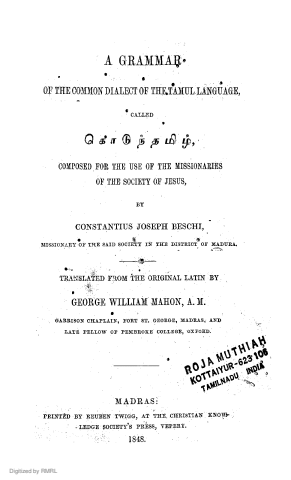 A GRAMMAR
OF THE COMMON DIALECT OF THE TAMUL LANGUAGE,
CALLED
கொடுந்தமிழ்,
COMPOSED FOR THE USE OF THE MISSIONARIES
OF THE SOCIETY OF JESUS,
BY
CONSTANTIUS JOSEPH BESCHI,
MISSIONARY OF THE SAID SOCIETY IN THE DISTRICT OF MADURA.
TRANSLATED FROM THE ORIGINAL LATIN BY
GEORGE WILLIAM MAHON, A.M.
GARRISON CHAPLAIN, FORT ST. GEORGE, MADRAS, AND
LATE FELLOW OF PEMBROKE COLLEGE, OXFORD.
ROJA MUTHIAH
KOTTAIYUR-623106
TAMILNADU INDIA
MADRAS:
PRINTED BY REUBEN TWIGG, AT THE CHRISTIAN KNOW-
LEDGE SOCIETY'S PRESS, VEPERY.
1848.
Digitized by RMRL